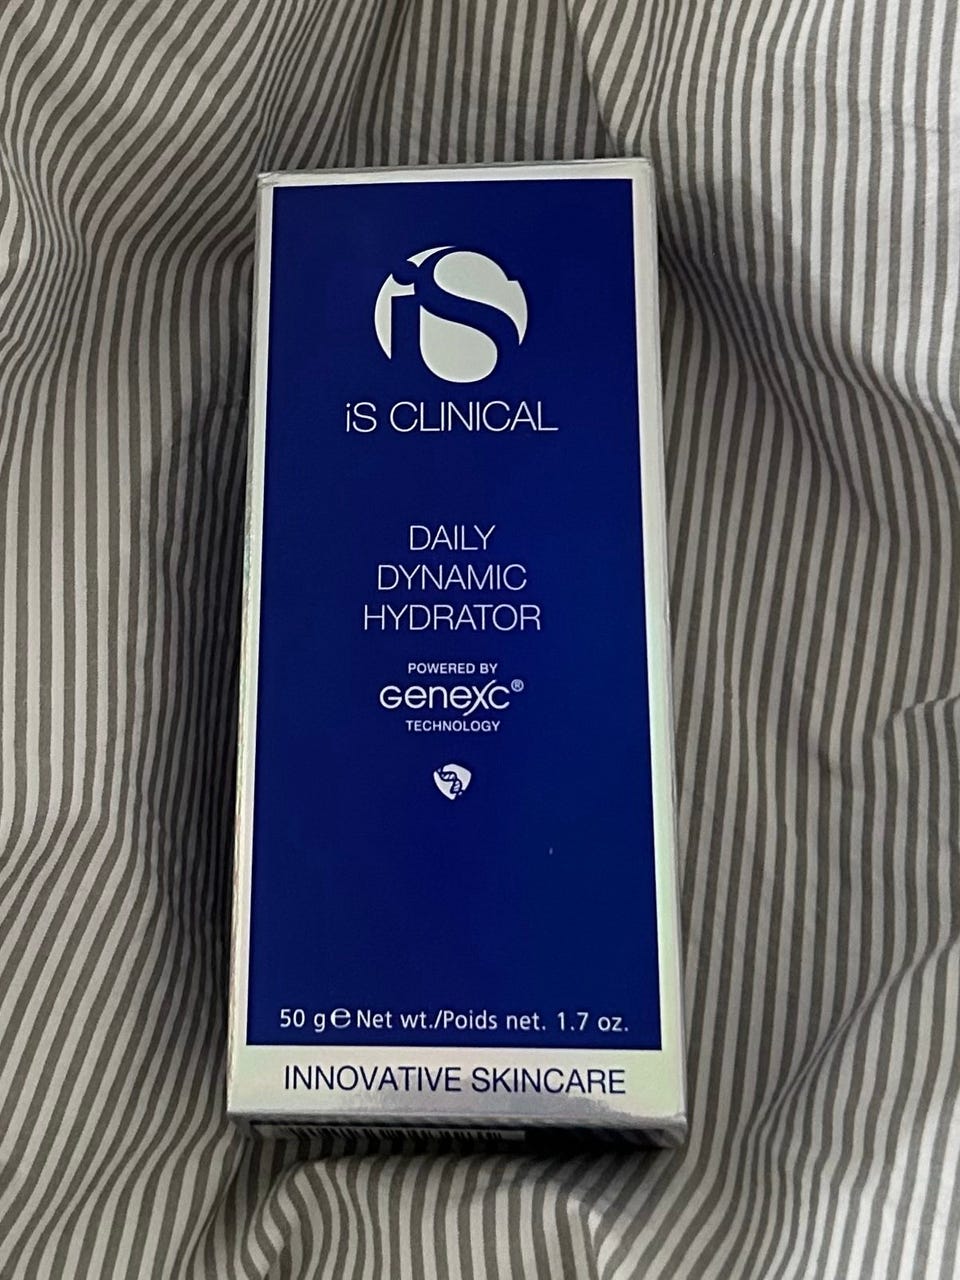 iS
iS CLINICAL
DAILY
DYNAMIC
HYDRATOR
POWERED BY
Genexc®
TECHNOLOGY
50 g ℮ Net wt./Poids net. 1.7 oz.
INNOVATIVE SKINCARE